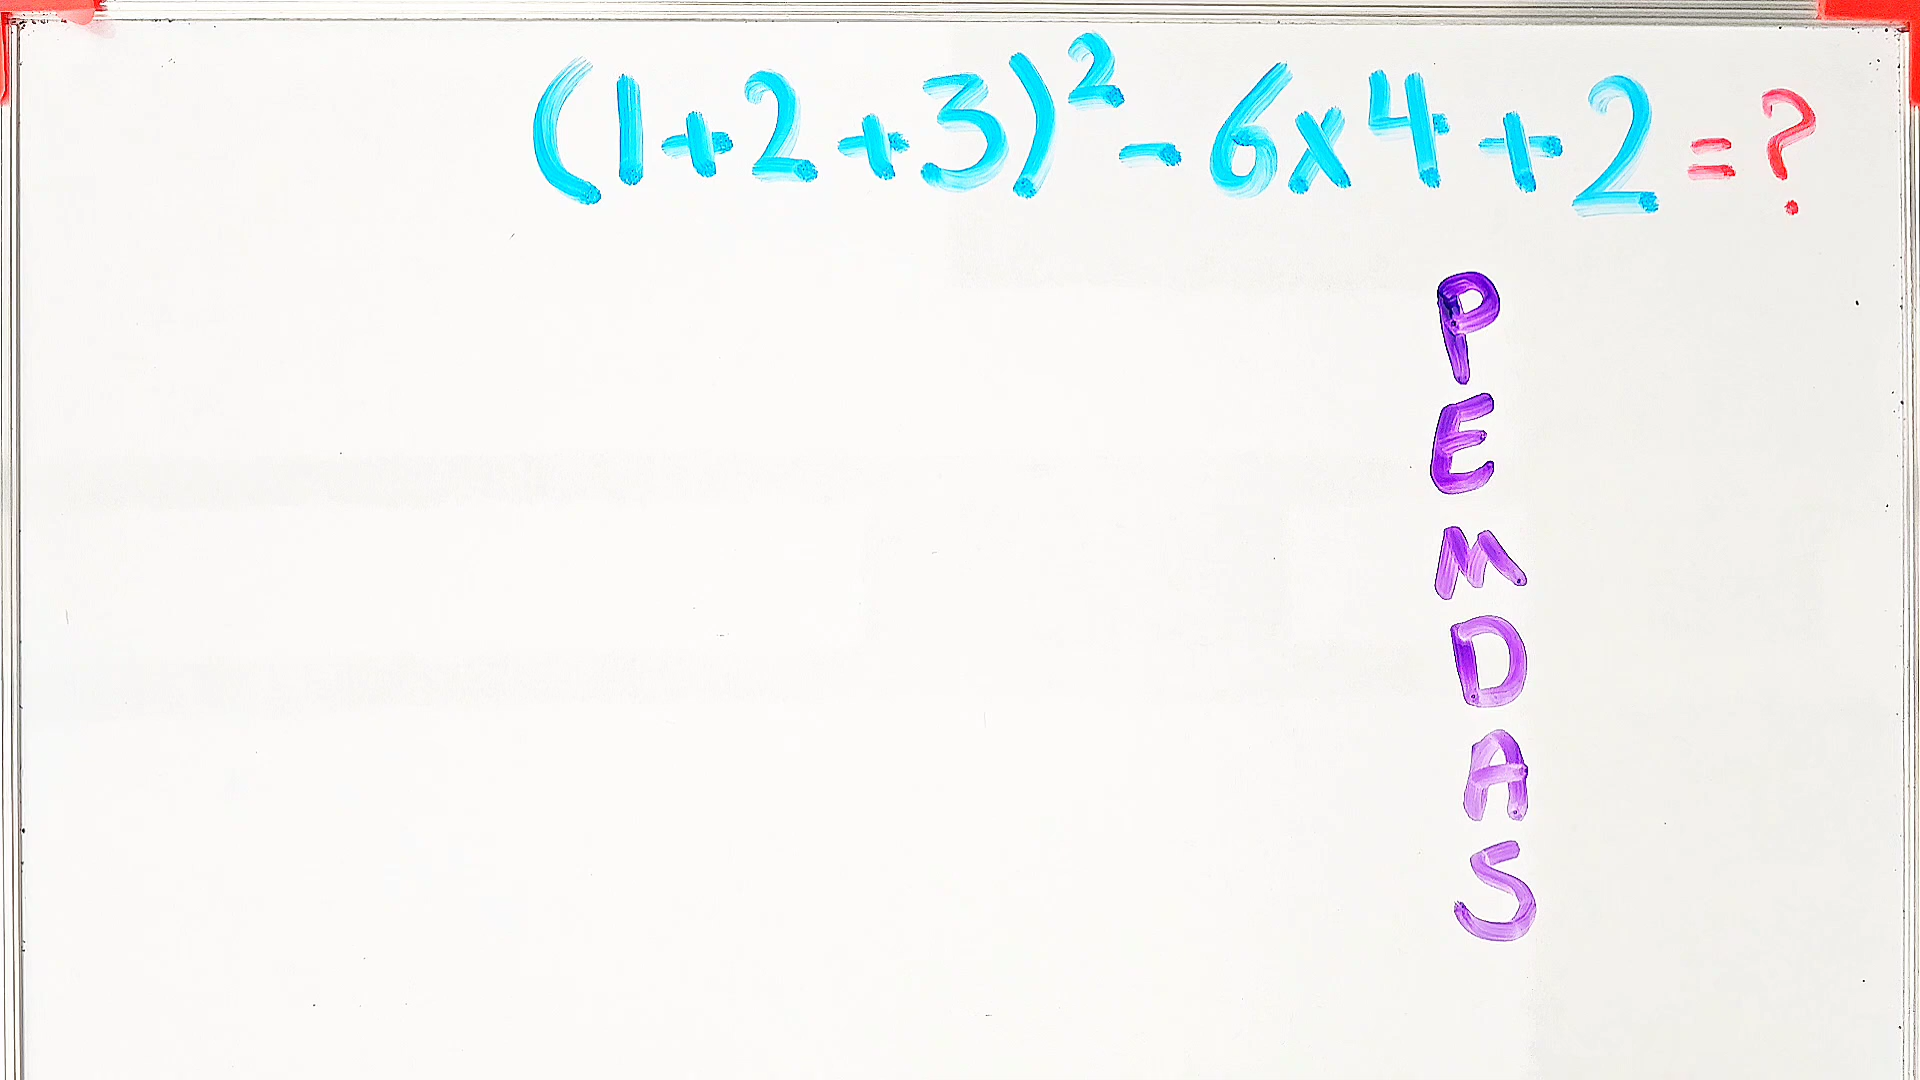 (1+2+3)² - 6x4+2 = ?
P
E
M
D
A
S